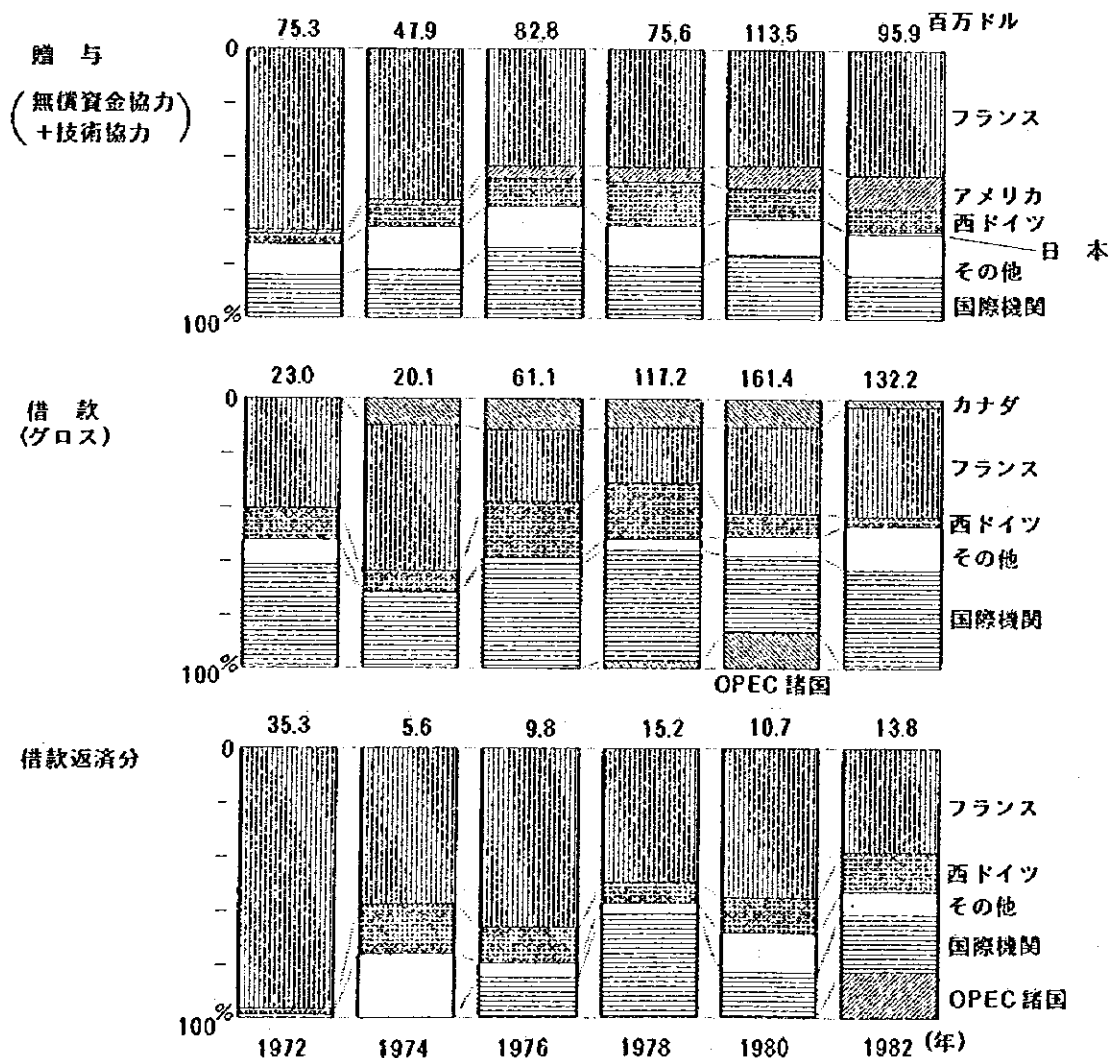 75.3 47.9 82.8 75.6 113.5 95.9 百万ドル
贈与
(無償資金協力
+技術協力)
0
フランス
アメリカ
西ドイツ
日本
その他
国際機関
100%
23.0 20.1 61.1 117.2 161.4 132.2
借款
(グロス)
0
カナダ
フランス
西ドイツ
その他
国際機関
100%
OPEC諸国
35.3 5.6 9.8 15.2 10.7 13.8
借款返済分
0
フランス
西ドイツ
その他
国際機関
OPEC諸国
100%
1972 1974 1976 1978 1980 1982 (年)